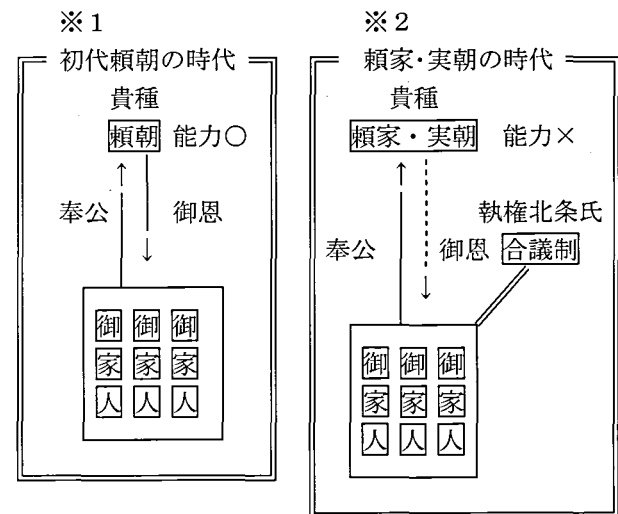 ※1
初代頼朝の時代
貴種
頼朝 能力○
奉公 御恩
御 御 御
家 家 家
人 人 人
※2
頼家・実朝の時代
貴種
頼家・実朝 能力×
執権北条氏
奉公 御恩 合議制
御 御 御
家 家 家
人 人 人